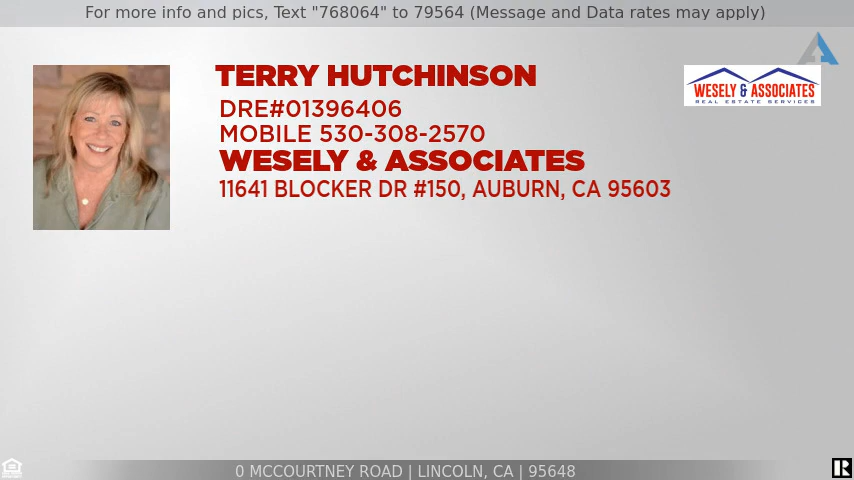 For more info and pics, Text "768064" to 79564 (Message and Data rates may apply)
TERRY HUTCHINSON
DRE#01396406
MOBILE 530-308-2570
WESELY & ASSOCIATES
11641 BLOCKER DR #150, AUBURN, CA 95603
WESELY & ASSOCIATES
REAL ESTATE SERVICES
0 MCCOURTNEY ROAD | LINCOLN, CA | 95648